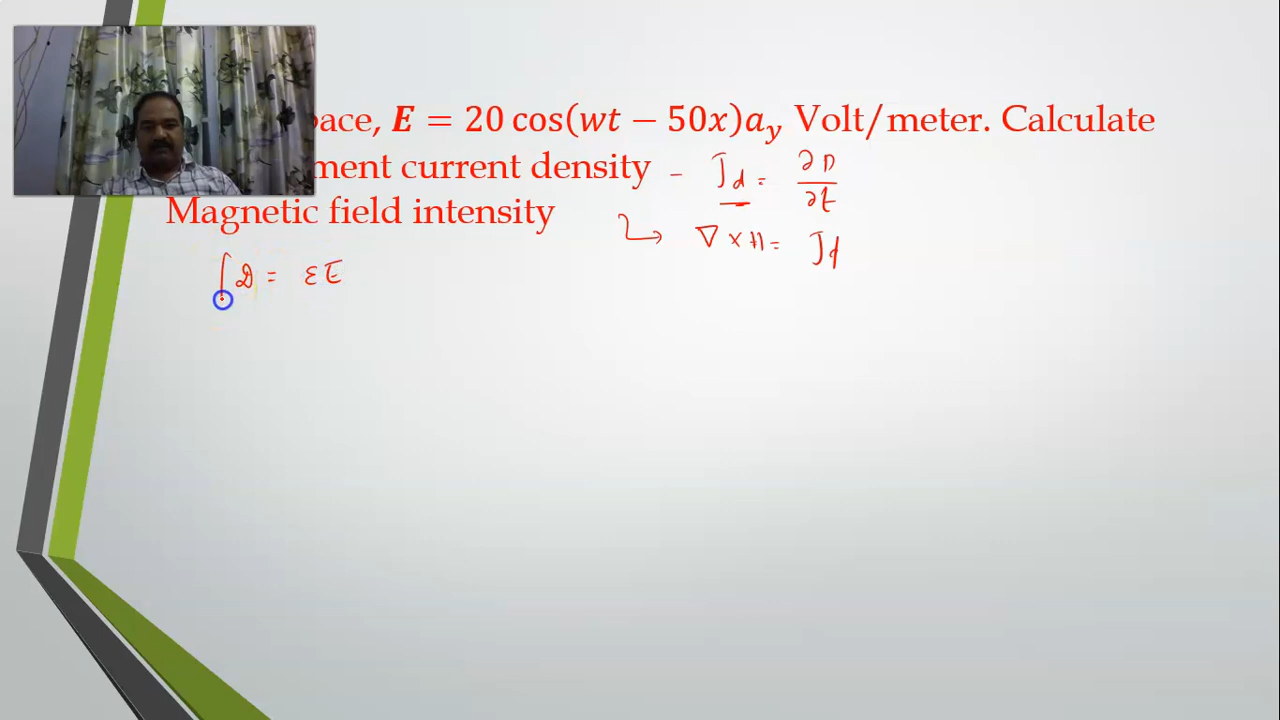 pace, E = 20 cos(wt − 50x)a_y Volt/meter. Calculate
ment current density - J_d = ∂D/∂t
Magnetic field intensity ∇ × H = J_d
D = εE